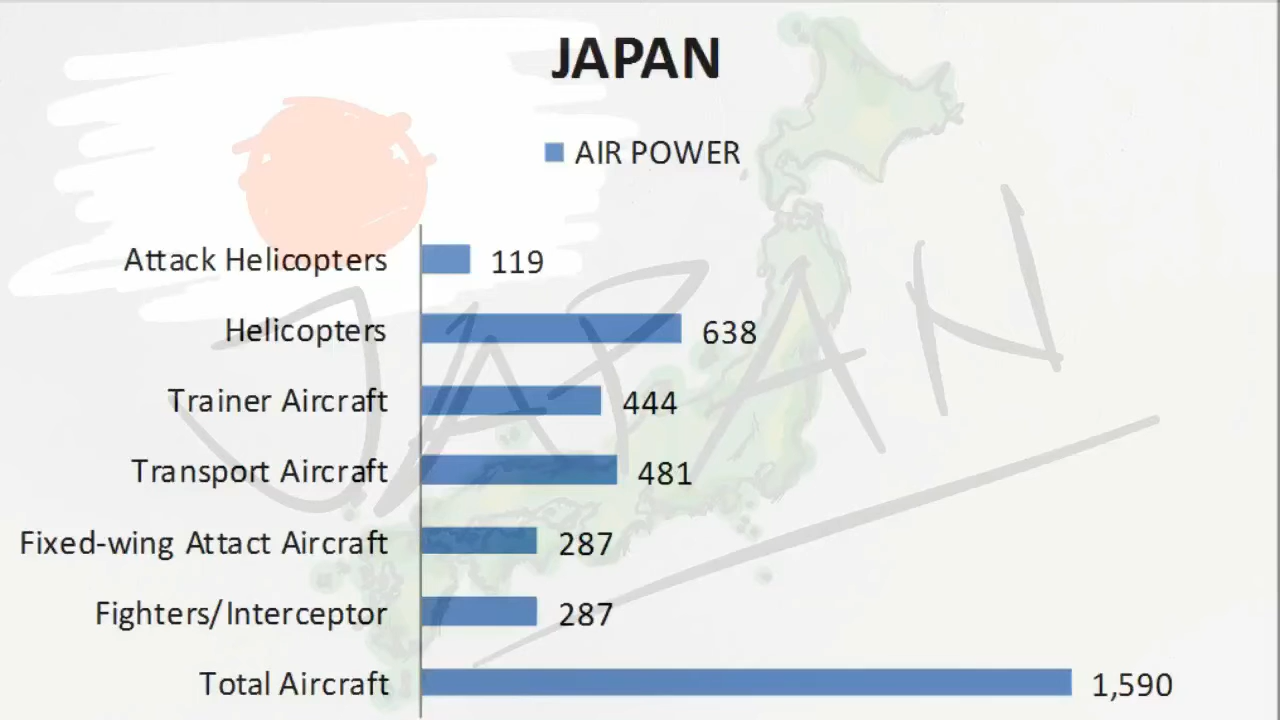 JAPAN
AIR POWER
Attack Helicopters 119
Helicopters 638
Trainer Aircraft 444
Transport Aircraft 481
Fixed-wing Attact Aircraft 287
Fighters/Interceptor 287
Total Aircraft 1,590
JAPAN